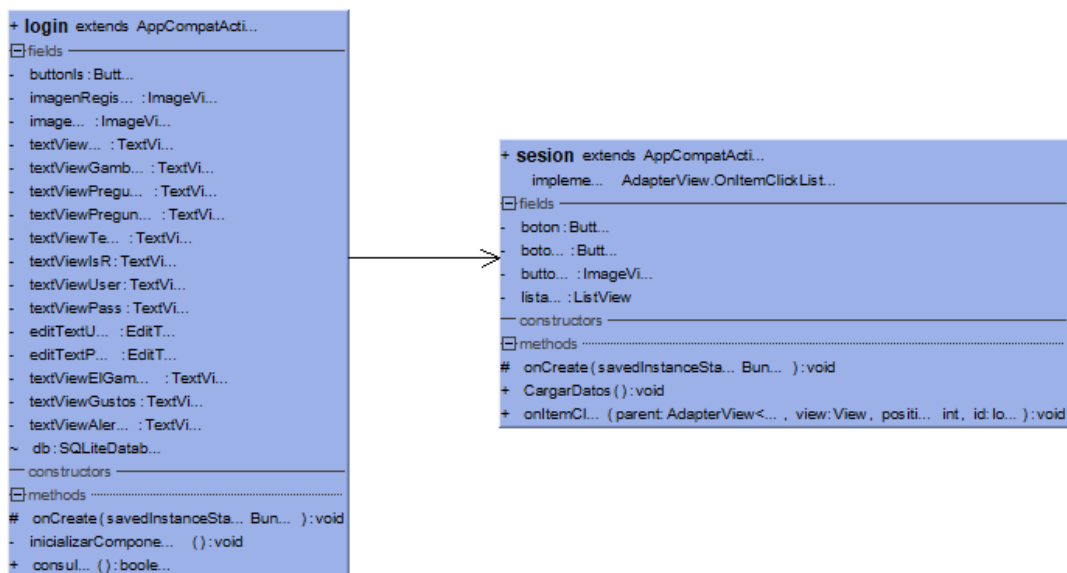 + login extends AppCompatActi...
fields
- buttonIs : Butt...
- imagenRegis... : ImageVi...
- image... : ImageVi...
- textView... : TextVi...
- textViewGamb... : TextVi...
- textViewPregu... : TextVi...
- textViewPregun... : TextVi...
- textViewTe... : TextVi...
- textViewIsR : TextVi...
- textViewUser : TextVi...
- textViewPass : TextVi...
- editTextU... : EditT...
- editTextP... : EditT...
- textViewElGam... : TextVi...
- textViewGustos : TextVi...
- textViewAler... : TextVi...
~ db : SQLiteDatab...
constructors
methods
# onCreate ( savedInstanceSta... Bun... ) : void
- inicializarCompone... () : void
+ consul... () : boole...
+ sesion extends AppCompatActi...
impleme... AdapterView.OnItemClickList...
fields
- boton : Butt...
- boto... : Butt...
- butto... : ImageVi...
- lista... : ListView
constructors
methods
# onCreate ( savedInstanceSta... Bun... ) : void
+ CargarDatos () : void
+ onItemCl... ( parent : AdapterView<... , view : View , positi... int , id : lo... ) : void